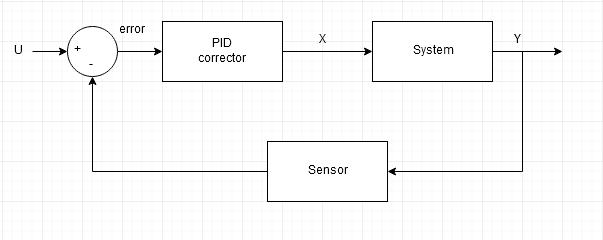 error
U
+
-
PID
corrector
X
System
Y
Sensor